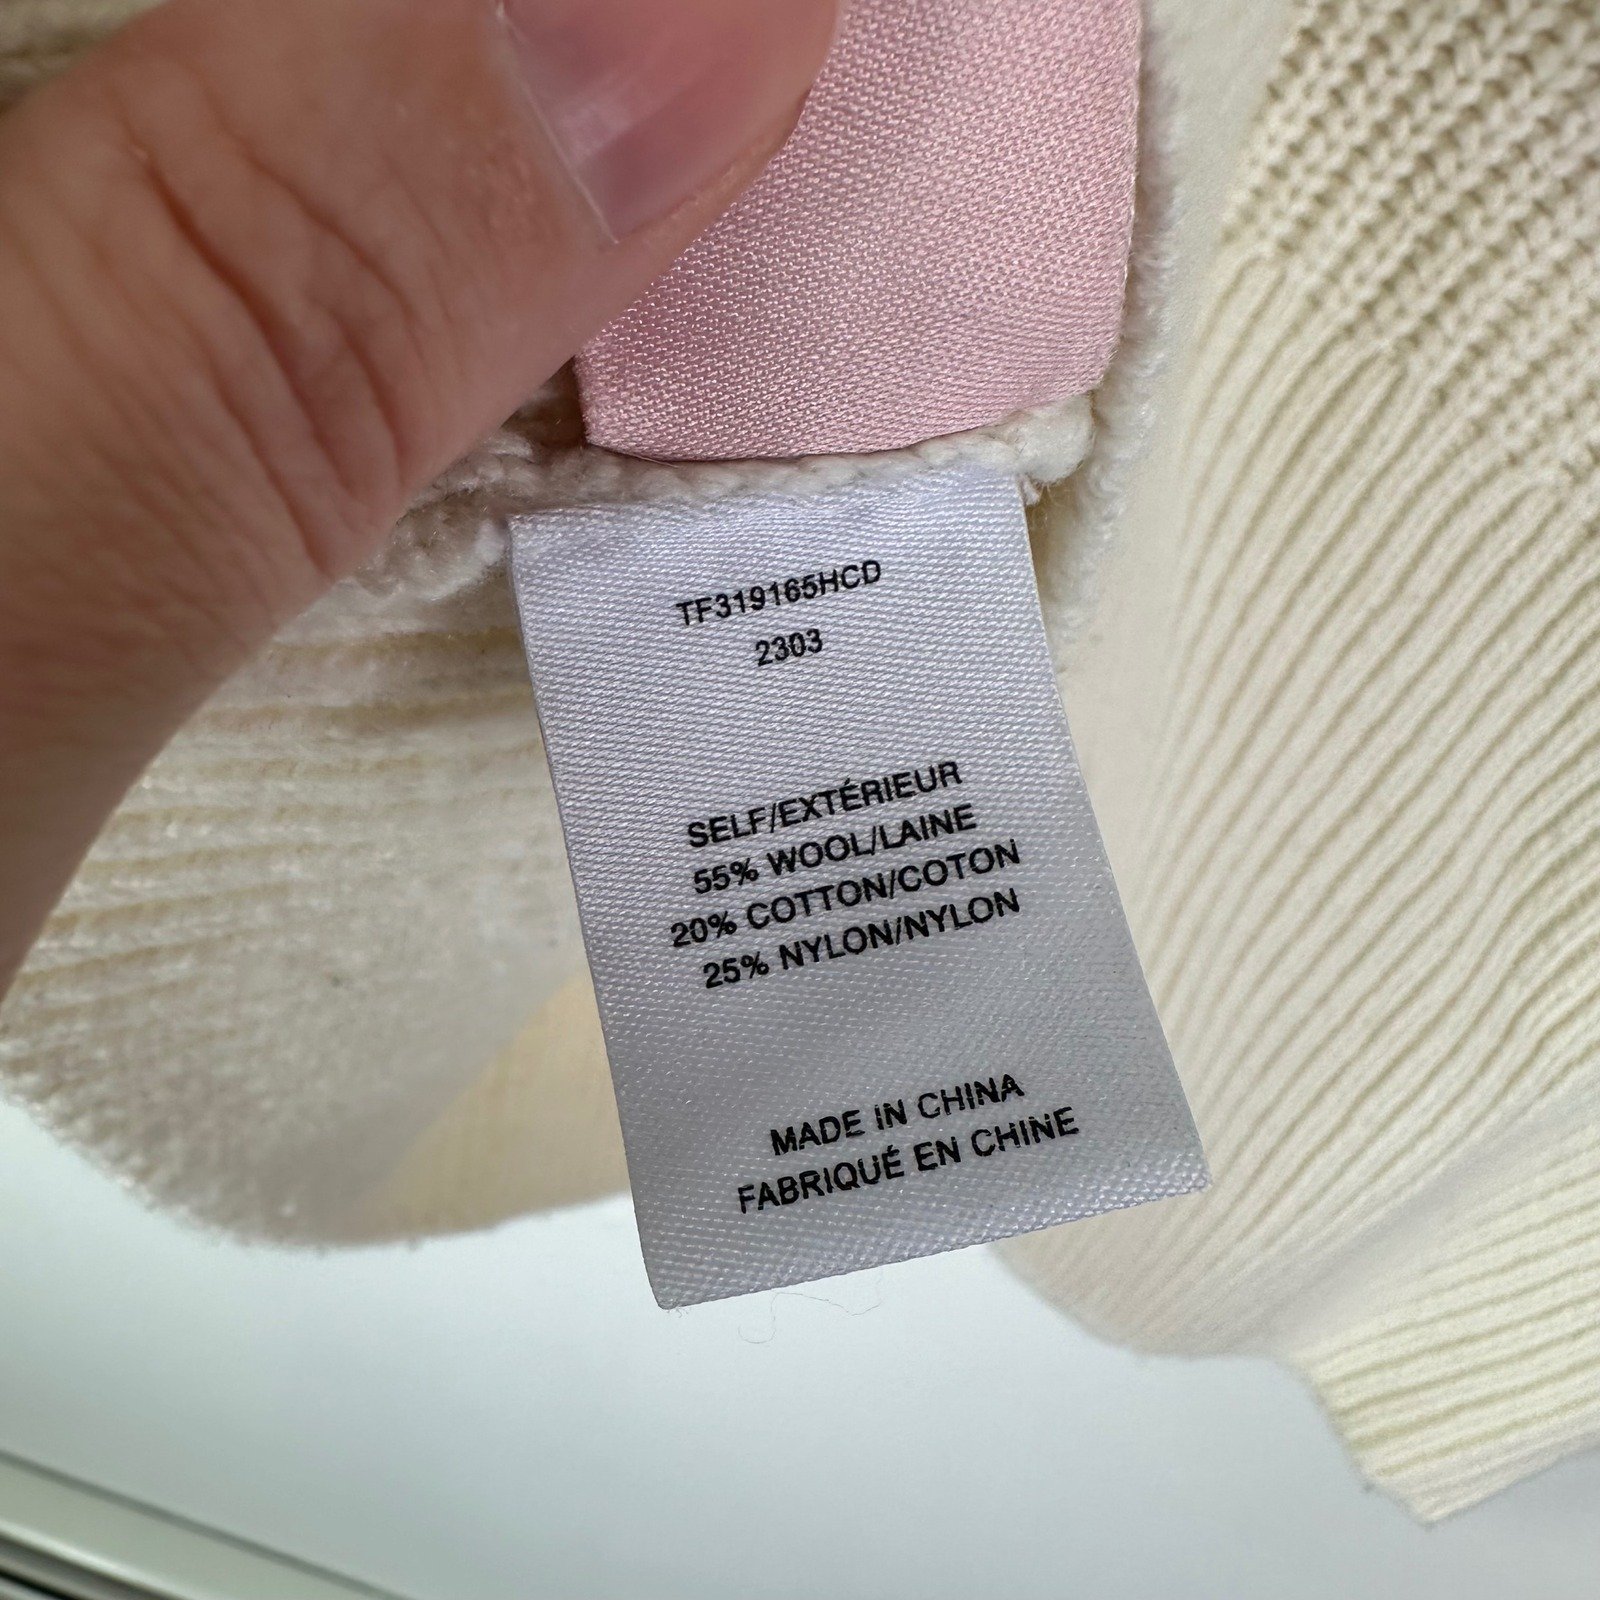 TF319165HCD
2303
SELF/EXTÉRIEUR
55% WOOL/LAINE
20% COTTON/COTON
25% NYLON/NYLON
MADE IN CHINA
FABRIQUÉ EN CHINE